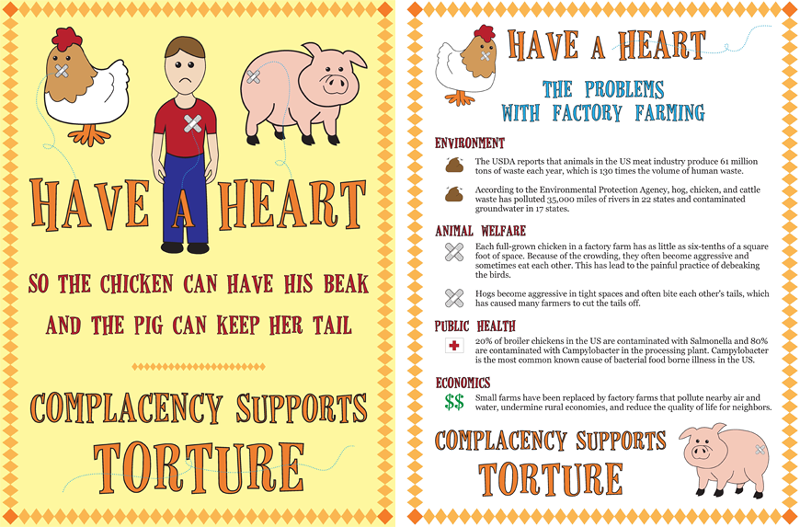 HAVE A HEART
SO THE CHICKEN CAN HAVE HIS BEAK
AND THE PIG CAN KEEP HER TAIL
COMPLACENCY SUPPORTS
TORTURE
HAVE A HEART
THE PROBLEMS
WITH FACTORY FARMING
ENVIRONMENT
The USDA reports that animals in the US meat industry produce 61 million
tons of waste each year, which is 130 times the volume of human waste.
According to the Environmental Protection Agency, hog, chicken, and cattle
waste has polluted 35,000 miles of rivers in 22 states and contaminated
groundwater in 17 states.
ANIMAL WELFARE
Each full-grown chicken in a factory farm has as little as six-tenths of a square
foot of space. Because of the crowding, they often become aggressive and
sometimes eat each other. This has lead to the painful practice of debeaking
the birds.
Hogs become aggressive in tight spaces and often bite each other's tails, which
has caused many farmers to cut the tails off.
PUBLIC HEALTH
20% of broiler chickens in the US are contaminated with Salmonella and 80%
are contaminated with Campylobacter in the processing plant. Campylobacter
is the most common known cause of bacterial food borne illness in the US.
ECONOMICS
$$ Small farms have been replaced by factory farms that pollute nearby air and
water, undermine rural economies, and reduce the quality of life for neighbors.
COMPLACENCY SUPPORTS
TORTURE